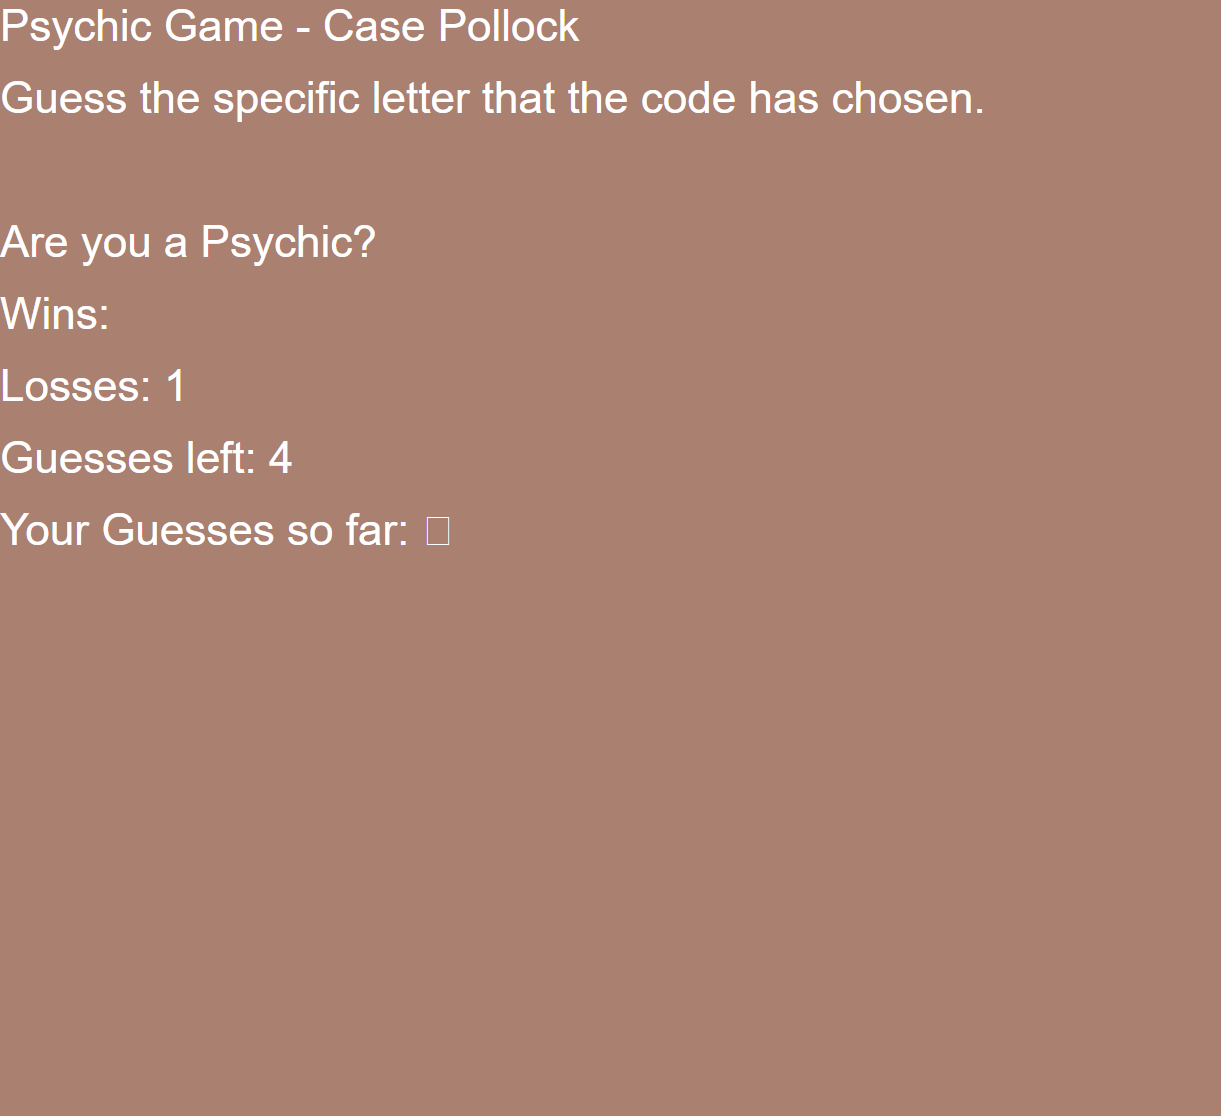 Psychic Game - Case Pollock
Guess the specific letter that the code has chosen.
Are you a Psychic?
Wins:
Losses: 1
Guesses left: 4
Your Guesses so far: